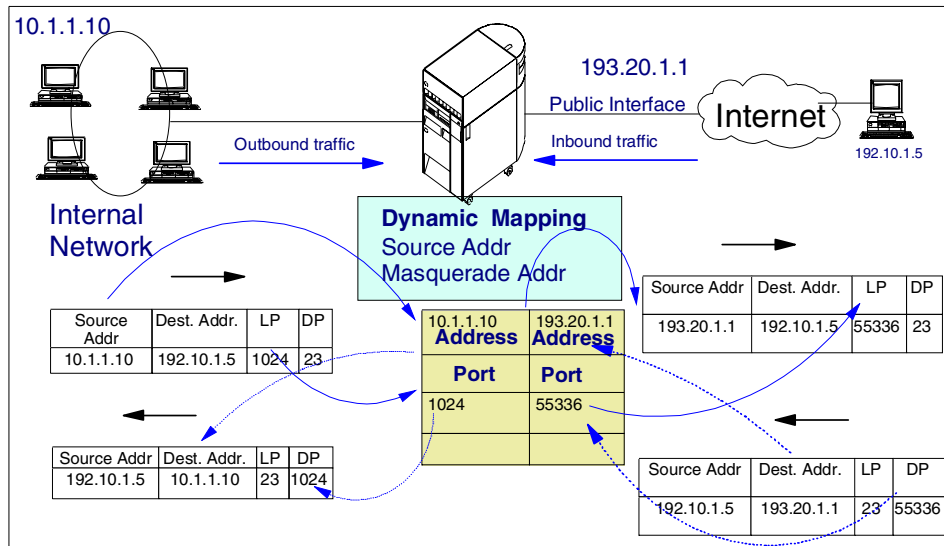 10.1.1.10
193.20.1.1
Public Interface
Internet
192.10.1.5
Outbound traffic
Inbound traffic
Internal
Network
Dynamic Mapping
Source Addr
Masquerade Addr
Source
Addr
Dest. Addr.
LP
DP
10.1.1.10
192.10.1.5
1024
23
10.1.1.10
193.20.1.1
Address
Address
Port
Port
1024
55336
Source Addr
Dest. Addr.
LP
DP
193.20.1.1
192.10.1.5
55336
23
Source Addr
Dest. Addr.
LP
DP
192.10.1.5
10.1.1.10
23
1024
Source Addr
Dest. Addr.
LP
DP
192.10.1.5
193.20.1.1
23
55336